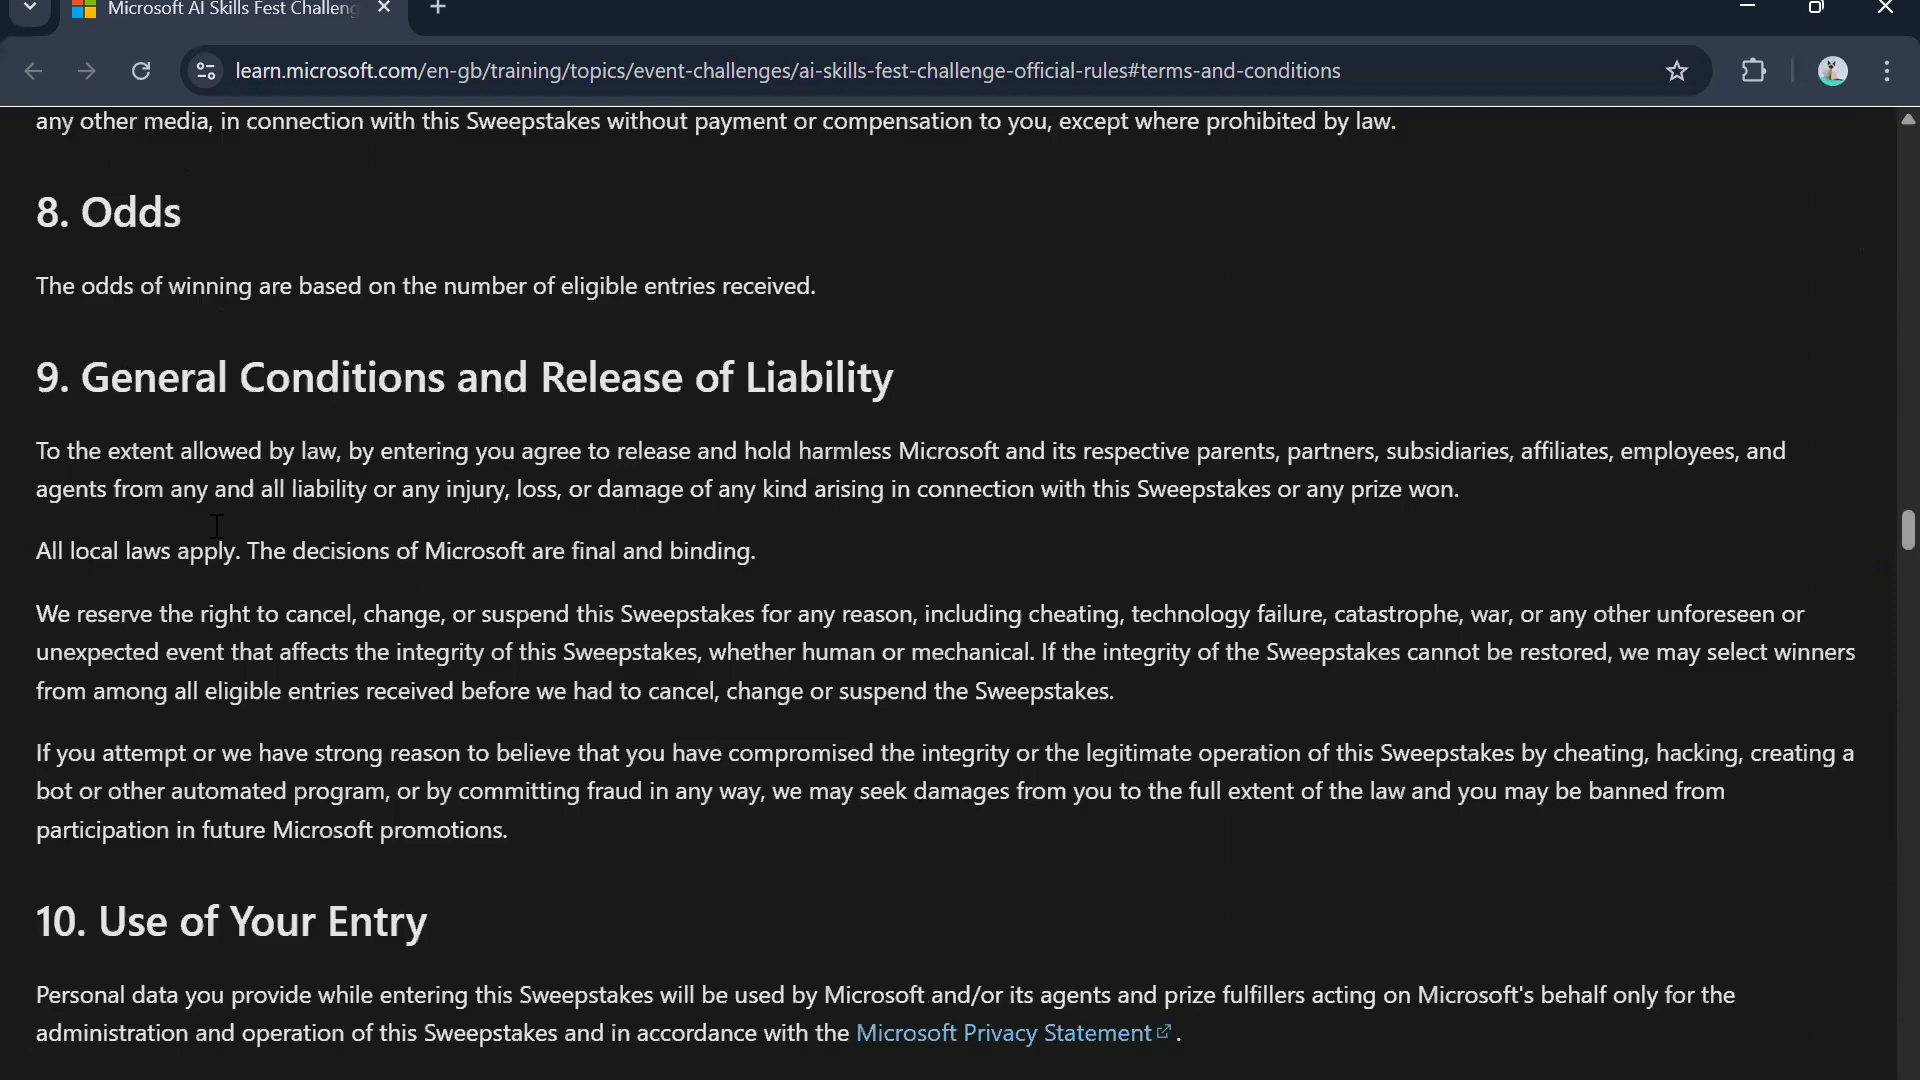 Microsoft AI Skills Fest Challeng
learn.microsoft.com/en-gb/training/topics/event-challenges/ai-skills-fest-challenge-official-rules#terms-and-conditions
any other media, in connection with this Sweepstakes without payment or compensation to you, except where prohibited by law.
8. Odds
The odds of winning are based on the number of eligible entries received.
9. General Conditions and Release of Liability
To the extent allowed by law, by entering you agree to release and hold harmless Microsoft and its respective parents, partners, subsidiaries, affiliates, employees, and
agents from any and all liability or any injury, loss, or damage of any kind arising in connection with this Sweepstakes or any prize won.
All local laws apply. The decisions of Microsoft are final and binding.
We reserve the right to cancel, change, or suspend this Sweepstakes for any reason, including cheating, technology failure, catastrophe, war, or any other unforeseen or
unexpected event that affects the integrity of this Sweepstakes, whether human or mechanical. If the integrity of the Sweepstakes cannot be restored, we may select winners
from among all eligible entries received before we had to cancel, change or suspend the Sweepstakes.
If you attempt or we have strong reason to believe that you have compromised the integrity or the legitimate operation of this Sweepstakes by cheating, hacking, creating a
bot or other automated program, or by committing fraud in any way, we may seek damages from you to the full extent of the law and you may be banned from
participation in future Microsoft promotions.
10. Use of Your Entry
Personal data you provide while entering this Sweepstakes will be used by Microsoft and/or its agents and prize fulfillers acting on Microsoft's behalf only for the
administration and operation of this Sweepstakes and in accordance with the Microsoft Privacy Statement.